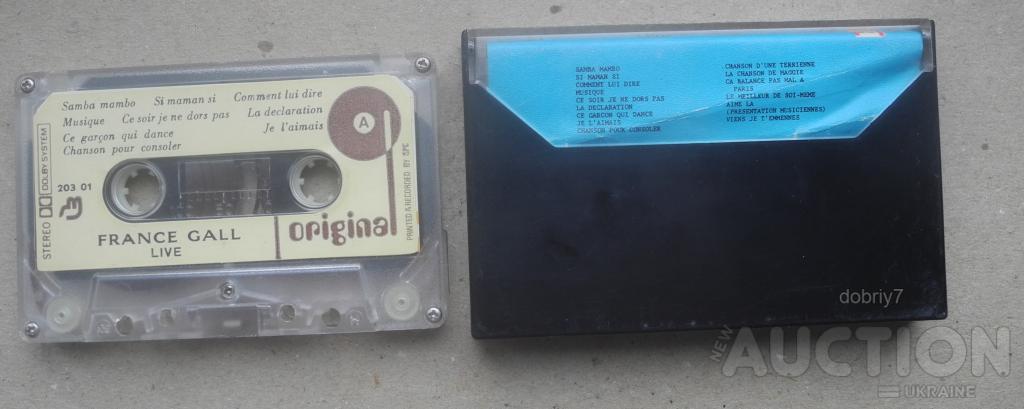 Samba mambo Si maman si Comment lui dire
Musique Ce soir je ne dors pas La declaration
Ce garçon qui dance Je l'aimais
Chanson pour consoler
A
STEREO DOLBY SYSTEM
203 01
FRANCE GALL
LIVE
original
PRINTED & RECORDED BY SPE
SAMBA MAMBO
SI MAMAN SI
COMMENT LUI DIRE
MUSIQUE
CE SOIR JE NE DORS PAS
LA DECLARATION
CE GARCON QUI DANCE
JE L'AIMAIS
CHANSON POUR CONSOLER
CHANSON D'UNE TERRIENNE
LA CHANSON DE MAGGIE
CA BALANCE PAS MAL A
PARIS
LE MEILLEUR DE SOI-MEME
AIME LA
(PRESENTATION MUSICIENNES)
VIENS JE T'EMMENNES
dobriy7
NEW
AUCTION
UKRAINE